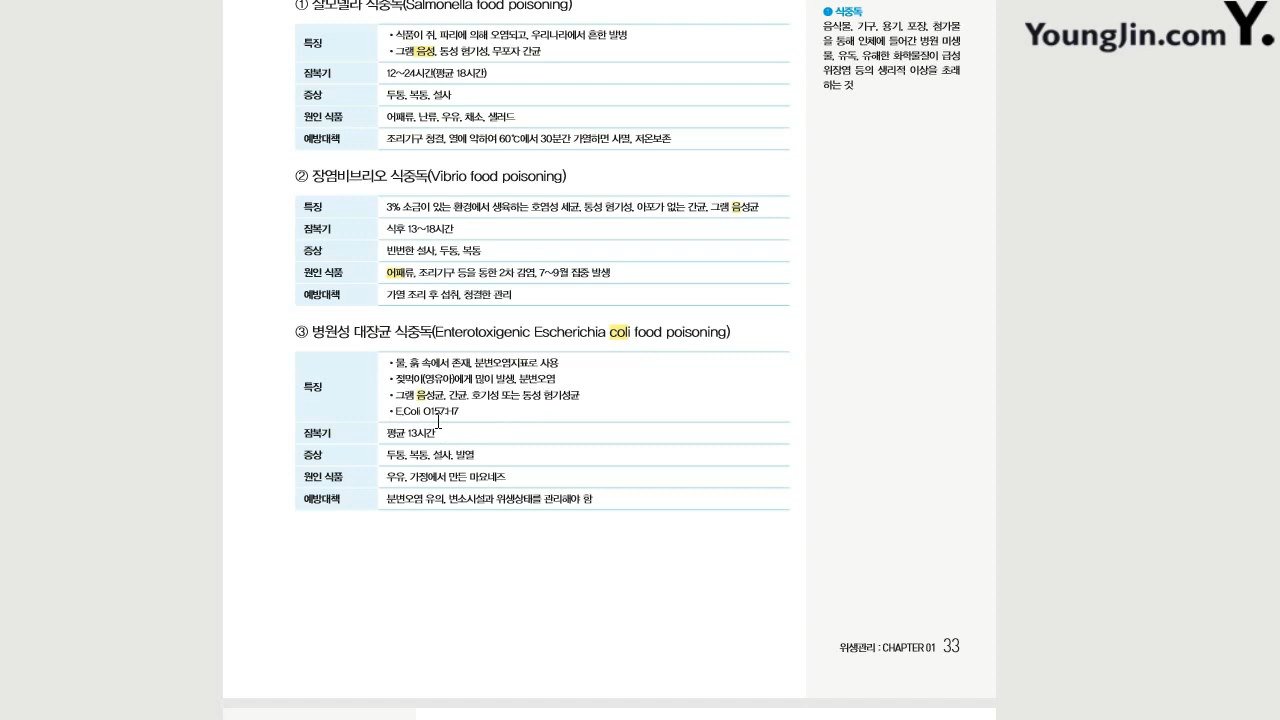 ① 살모넬라 식중독(Salmonella food poisoning)
특징
• 식품이 쥐, 파리에 의해 오염되고, 우리나라에서 흔한 발병
• 그램 음성, 통성 혐기성, 무포자 간균
잠복기 12~24시간(평균 18시간)
증상 두통, 복통, 설사
원인 식품 어패류, 난류, 우유, 채소, 샐러드
예방대책 조리기구 청결, 열에 약하여 60℃에서 30분간 가열하면 사멸, 저온보존
② 장염비브리오 식중독(Vibrio food poisoning)
특징 3% 소금이 있는 환경에서 생육하는 호염성 세균, 통성 혐기성, 아포가 없는 간균, 그램 음성균
잠복기 식후 13~18시간
증상 빈번한 설사, 두통, 복통
원인 식품 어패류, 조리기구 등을 통한 2차 감염, 7~9월 집중 발생
예방대책 가열 조리 후 섭취, 청결한 관리
③ 병원성 대장균 식중독(Enterotoxigenic Escherichia coli food poisoning)
특징
• 물, 흙 속에서 존재, 분변오염지표로 사용
• 젖먹이(영유아)에게 많이 발생, 분변오염
• 그램 음성균, 간균. 호기성 또는 통성 혐기성균
• E.Coli O157:H7
잠복기 평균 13시간
증상 두통, 복통, 설사, 발열
원인 식품 우유, 가정에서 만든 마요네즈
예방대책 분변오염 유의, 변소시설과 위생상태를 관리해야 함
❶ 식중독
음식물, 기구, 용기, 포장, 첨가물
을 통해 인체에 들어간 병원 미생
물, 유독, 유해한 화학물질이 급성
위장염 등의 생리적 이상을 초래
하는 것
위생관리 : CHAPTER 01 33
YoungJin.com Y.